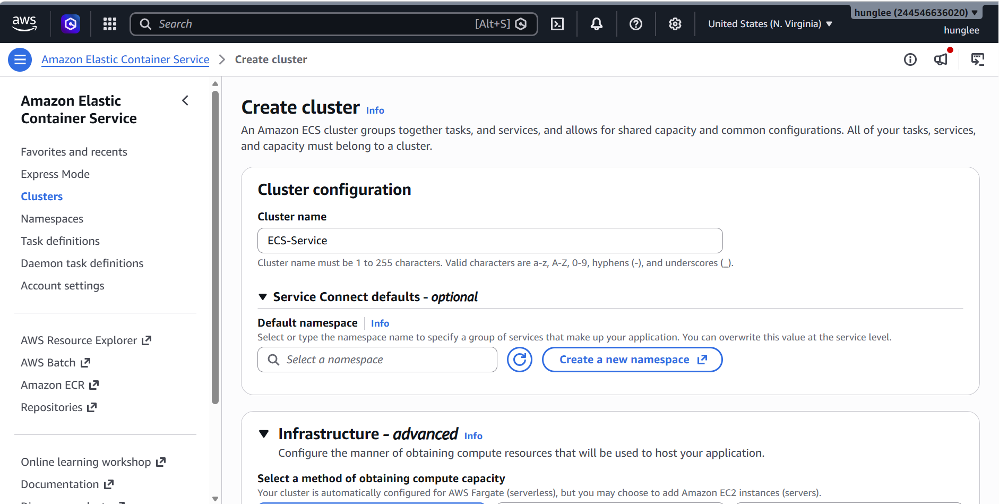 aws
Search
[Alt+S]
United States (N. Virginia)
hunglee (244546636020)
hunglee
Amazon Elastic Container Service
Create cluster
Amazon Elastic
Container Service
Favorites and recents
Express Mode
Clusters
Namespaces
Task definitions
Daemon task definitions
Account settings
AWS Resource Explorer
AWS Batch
Amazon ECR
Repositories
Online learning workshop
Documentation
Create cluster Info
An Amazon ECS cluster groups together tasks, and services, and allows for shared capacity and common configurations. All of your tasks, services,
and capacity must belong to a cluster.
Cluster configuration
Cluster name
ECS-Service
Cluster name must be 1 to 255 characters. Valid characters are a-z, A-Z, 0-9, hyphens (-), and underscores (_).
Service Connect defaults - optional
Default namespace Info
Select or type the namespace name to specify a group of services that make up your application. You can overwrite this value at the service level.
Select a namespace
Create a new namespace
Infrastructure - advanced Info
Configure the manner of obtaining compute resources that will be used to host your application.
Select a method of obtaining compute capacity
Your cluster is automatically configured for AWS Fargate (serverless), but you may choose to add Amazon EC2 instances (servers).